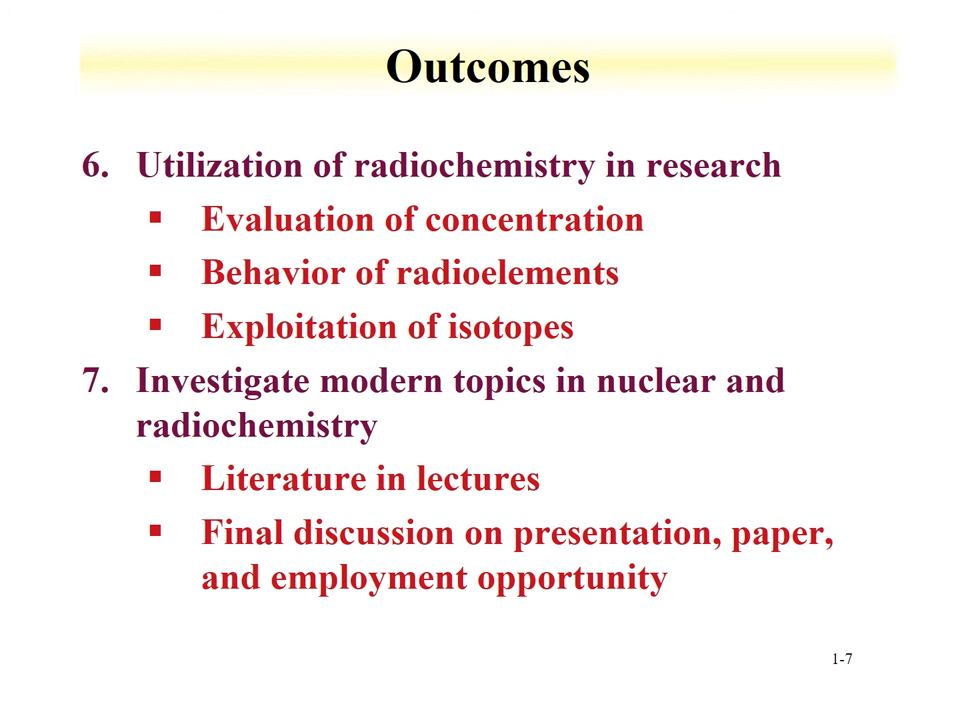 Outcomes
6. Utilization of radiochemistry in research
▪ Evaluation of concentration
▪ Behavior of radioelements
▪ Exploitation of isotopes
7. Investigate modern topics in nuclear and
radiochemistry
▪ Literature in lectures
▪ Final discussion on presentation, paper,
and employment opportunity
1-7